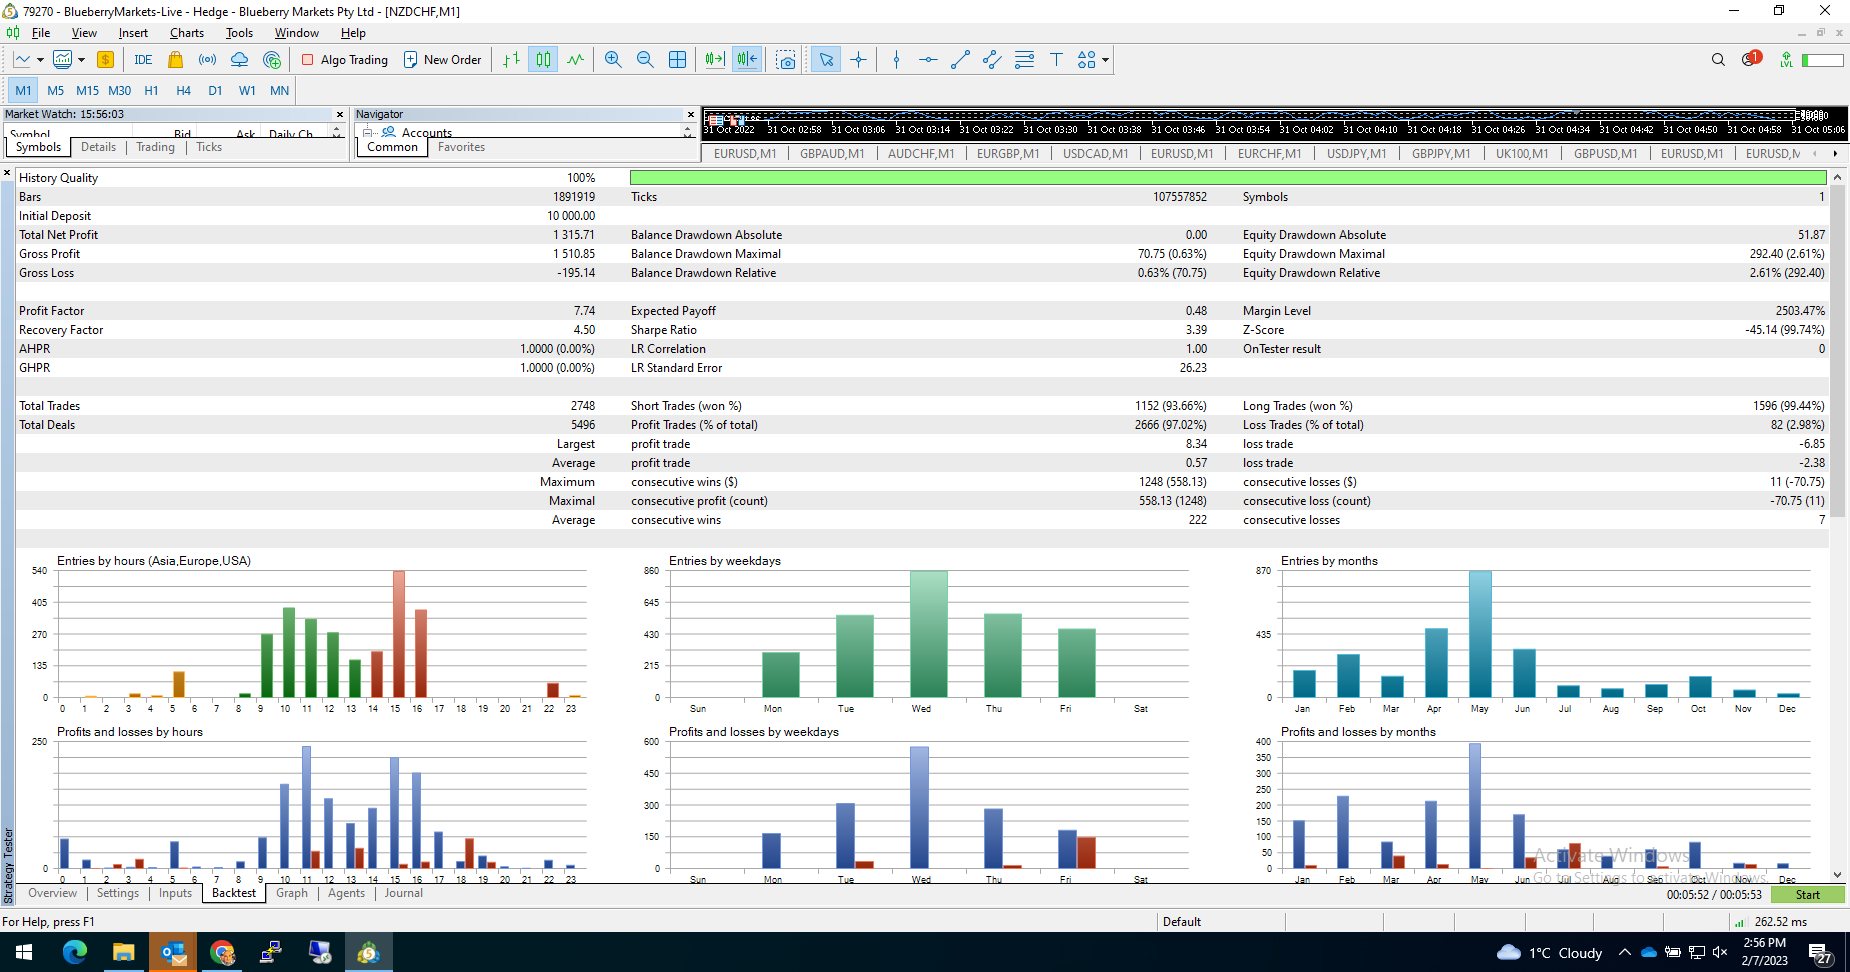 79270 - BlueberryMarkets-Live - Hedge - Blueberry Markets Pty Ltd - [NZDCHF,M1]
File View Insert Charts Tools Window Help
IDE Algo Trading New Order 1 LVL
M1 M5 M15 M30 H1 H4 D1 W1 MN
Market Watch: 15:56:03 Navigator
Symbol Bid Ask Daily Ch... Accounts
Symbols Details Trading Ticks Common Favorites
31 Oct 2022 31 Oct 02:58 31 Oct 03:06 31 Oct 03:14 31 Oct 03:22 31 Oct 03:30 31 Oct 03:38 31 Oct 03:46 31 Oct 03:54 31 Oct 04:02 31 Oct 04:10 31 Oct 04:18 31 Oct 04:26 31 Oct 04:34 31 Oct 04:42 31 Oct 04:50 31 Oct 04:58 31 Oct 05:06
EURUSD,M1 GBPAUD,M1 AUDCHF,M1 EURGBP,M1 USDCAD,M1 EURUSD,M1 EURCHF,M1 USDJPY,M1 GBPJPY,M1 UK100,M1 GBPUSD,M1 EURUSD,M1 EURUSD,M
History Quality 100%
Bars 1891919 Ticks 107557852 Symbols 1
Initial Deposit 10 000.00
Total Net Profit 1 315.71 Balance Drawdown Absolute 0.00 Equity Drawdown Absolute 51.87
Gross Profit 1 510.85 Balance Drawdown Maximal 70.75 (0.63%) Equity Drawdown Maximal 292.40 (2.61%)
Gross Loss -195.14 Balance Drawdown Relative 0.63% (70.75) Equity Drawdown Relative 2.61% (292.40)
Profit Factor 7.74 Expected Payoff 0.48 Margin Level 2503.47%
Recovery Factor 4.50 Sharpe Ratio 3.39 Z-Score -45.14 (99.74%)
AHPR 1.0000 (0.00%) LR Correlation 1.00 OnTester result 0
GHPR 1.0000 (0.00%) LR Standard Error 26.23
Total Trades 2748 Short Trades (won %) 1152 (93.66%) Long Trades (won %) 1596 (99.44%)
Total Deals 5496 Profit Trades (% of total) 2666 (97.02%) Loss Trades (% of total) 82 (2.98%)
Largest profit trade 8.34 loss trade -6.85
Average profit trade 0.57 loss trade -2.38
Maximum consecutive wins ($) 1248 (558.13) consecutive losses ($) 11 (-70.75)
Maximal consecutive profit (count) 558.13 (1248) consecutive loss (count) -70.75 (11)
Average consecutive wins 222 consecutive losses 7
Entries by hours (Asia,Europe,USA) Entries by weekdays Entries by months
540 860 870
405 645
270 430 435
135 215
0 0 0
0 1 2 3 4 5 6 7 8 9 10 11 12 13 14 15 16 17 18 19 20 21 22 23 Sun Mon Tue Wed Thu Fri Sat Jan Feb Mar Apr May Jun Jul Aug Sep Oct Nov Dec
Profits and losses by hours Profits and losses by weekdays Profits and losses by months
250 600 400
350
450 300
250
300 200
150
150 100
50
0 0 0
0 1 2 3 4 5 6 7 8 9 10 11 12 13 14 15 16 17 18 19 20 21 22 23 Sun Mon Tue Wed Thu Fri Sat Jan Feb Mar Apr May Jun Jul Aug Sep Oct Nov Dec
Activate Windows
Go to Settings to activate Windows.
Strategy Tester
Overview Settings Inputs Backtest Graph Agents Journal 00:05:52 / 00:05:53 Start
For Help, press F1 Default 262.52 ms
1°C Cloudy 2:56 PM
2/7/2023 27